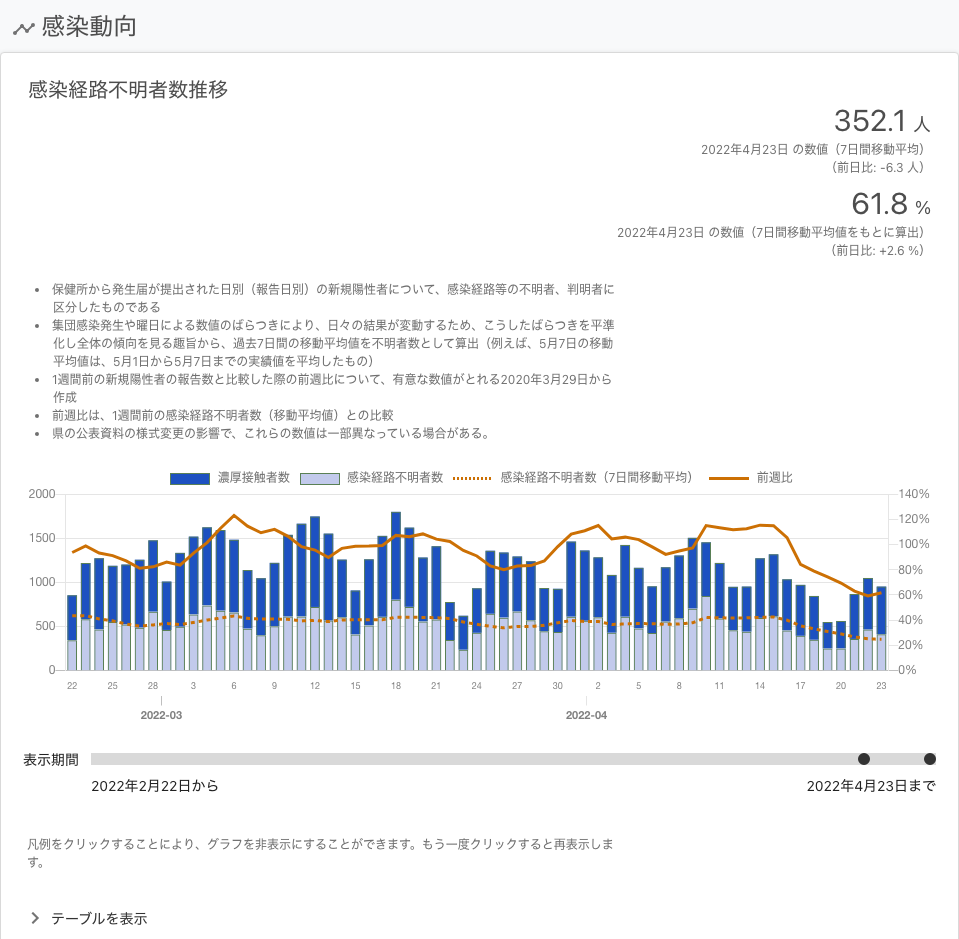 感染動向
感染経路不明者数推移
352.1 人
2022年4月23日 の数値（7日間移動平均）
（前日比: -6.3 人）
61.8 %
2022年4月23日 の数値（7日間移動平均値をもとに算出）
（前日比: +2.6 %）
• 保健所から発生届が提出された日別（報告日別）の新規陽性者について、感染経路等の不明者、判明者に
区分したものである
• 集団感染発生や曜日による数値のばらつきにより、日々の結果が変動するため、こうしたばらつきを平準
化し全体の傾向を見る趣旨から、過去7日間の移動平均値を不明者数として算出（例えば、5月7日の移動
平均値は、5月1日から5月7日までの実績値を平均したもの）
• 1週間前の新規陽性者の報告数と比較した際の前週比について、有意な数値がとれる2020年3月29日から
作成
• 前週比は、1週間前の感染経路不明者数（移動平均値）との比較
• 県の公表資料の様式変更の影響で、これらの数値は一部異なっている場合がある。
濃厚接触者数 感染経路不明者数 感染経路不明者数（7日間移動平均） 前週比
2000 140%
120%
1500 100%
80%
1000 60%
500 40%
20%
0 0%
22 25 28 3 6 9 12 15 18 21 24 27 30 2 5 8 11 14 17 20 23
2022-03 2022-04
表示期間
2022年2月22日から 2022年4月23日まで
凡例をクリックすることにより、グラフを非表示にすることができます。もう一度クリックすると再表示しま
す。
テーブルを表示